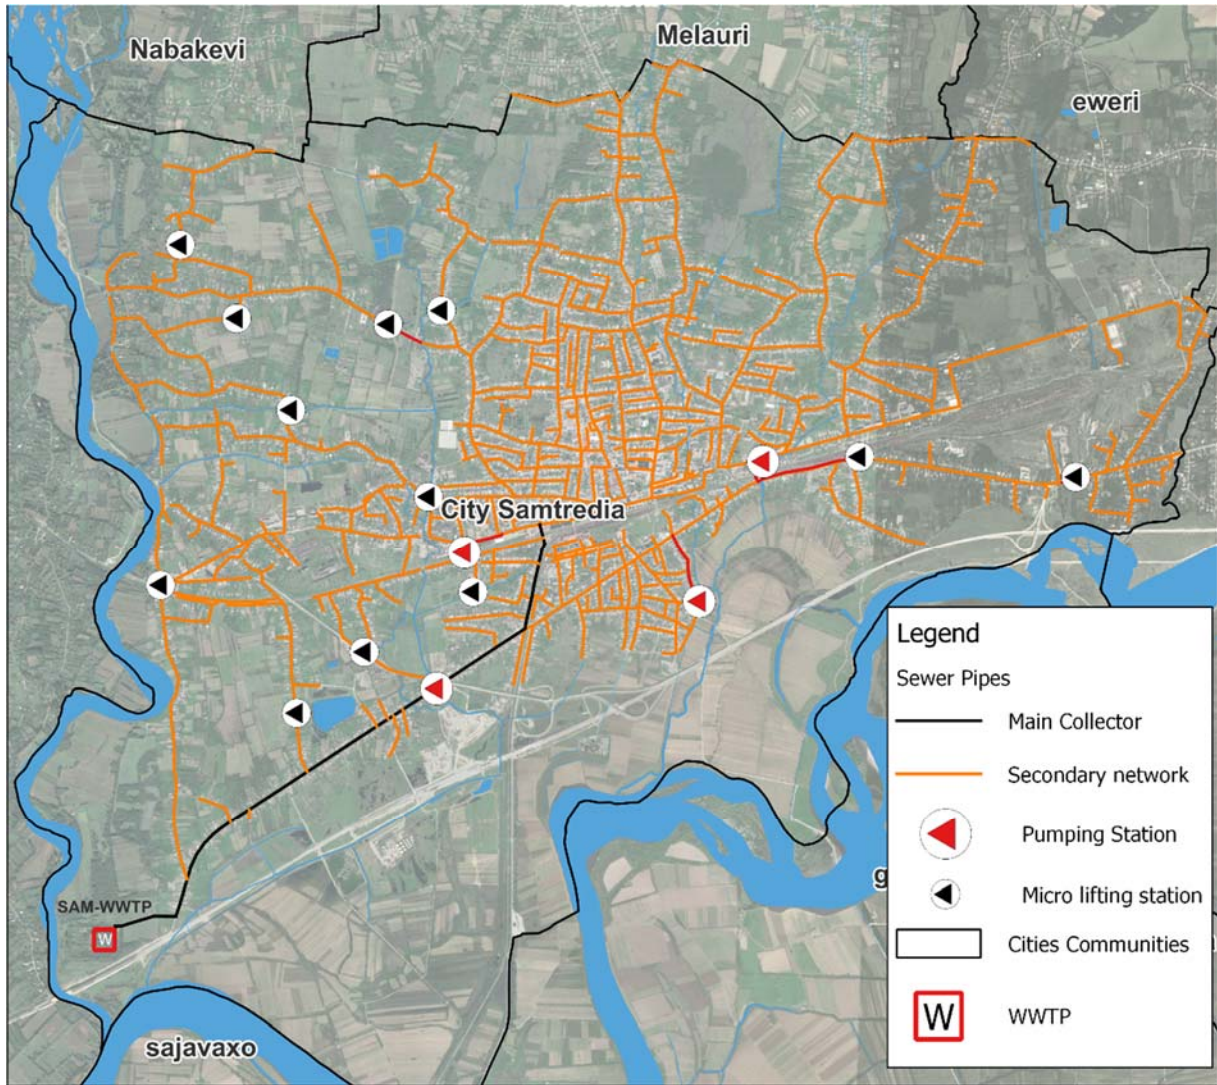 Nabakevi
Melauri
eweri
City Samtredia
SAM-WWTP
W
sajavaxo
g
Legend
Sewer Pipes
Main Collector
Secondary network
Pumping Station
Micro lifting station
Cities Communities
W
WWTP